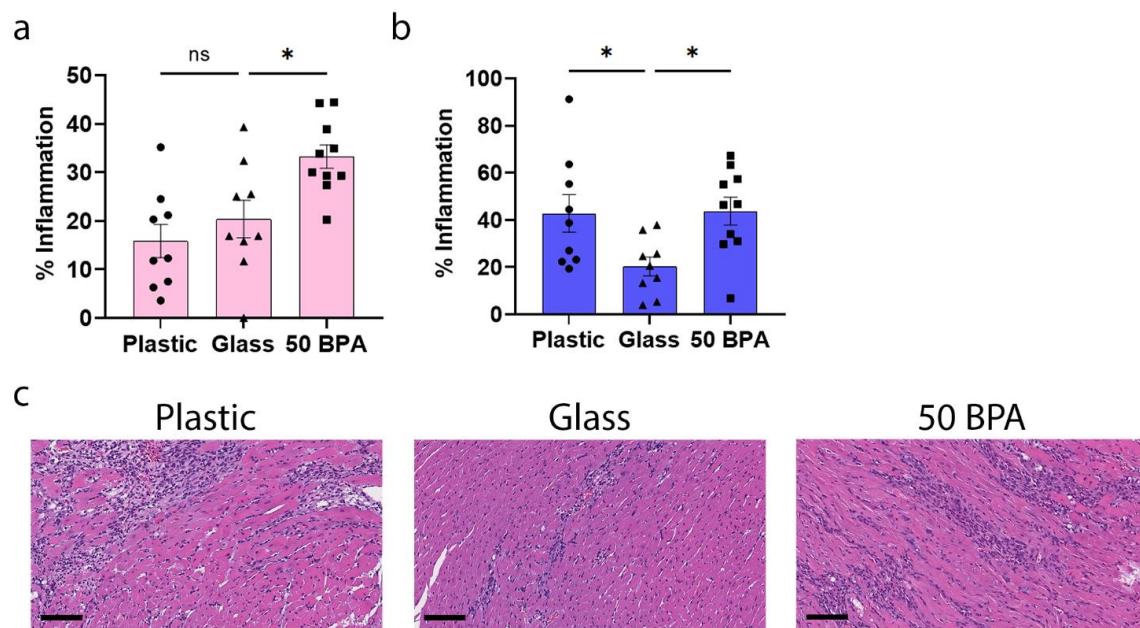 a
ns *
% Inflammation
50
40
30
20
10
0
Plastic Glass 50 BPA
b
* *
% Inflammation
100
80
60
40
20
0
Plastic Glass 50 BPA
c
Plastic Glass 50 BPA